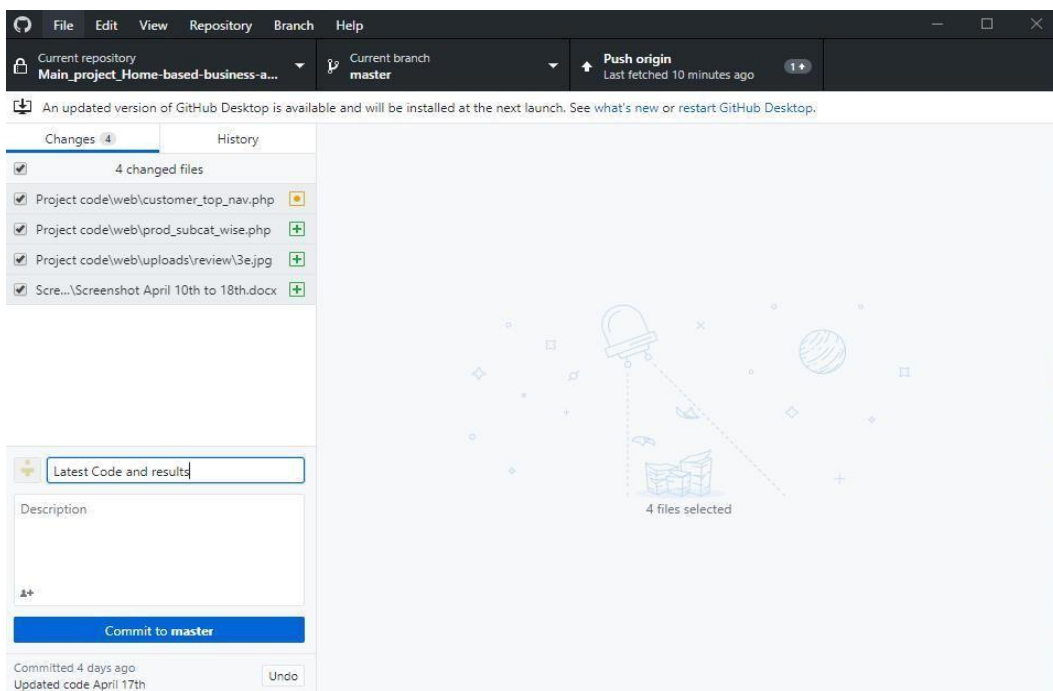 File Edit View Repository Branch Help
Current repository
Main_project_Home-based-business-a...
Current branch
master
Push origin
Last fetched 10 minutes ago
1
An updated version of GitHub Desktop is available and will be installed at the next launch. See what's new or restart GitHub Desktop.
Changes 4 History
4 changed files
Project code\web\customer_top_nav.php
Project code\web\prod_subcat_wise.php
Project code\web\uploads\review\3e.jpg
Scre...\Screenshot April 10th to 18th.docx
Latest Code and results
Description
4 files selected
Commit to master
Committed 4 days ago
Updated code April 17th
Undo